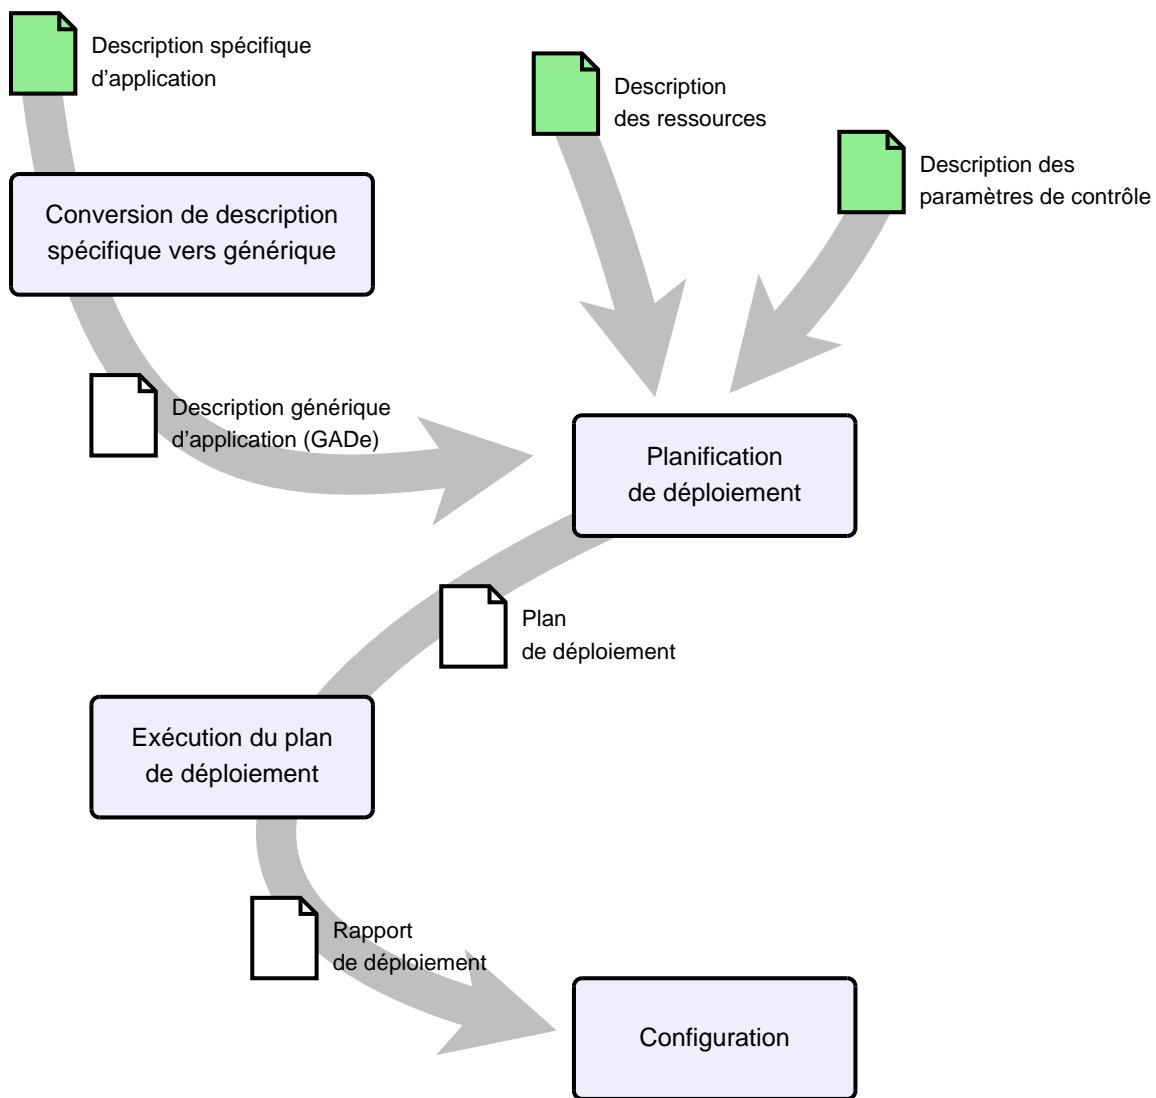 Description spécifique
d'application
Description
des ressources
Description des
paramètres de contrôle
Conversion de description
spécifique vers générique
Description générique
d'application (GADe)
Planification
de déploiement
Plan
de déploiement
Exécution du plan
de déploiement
Rapport
de déploiement
Configuration